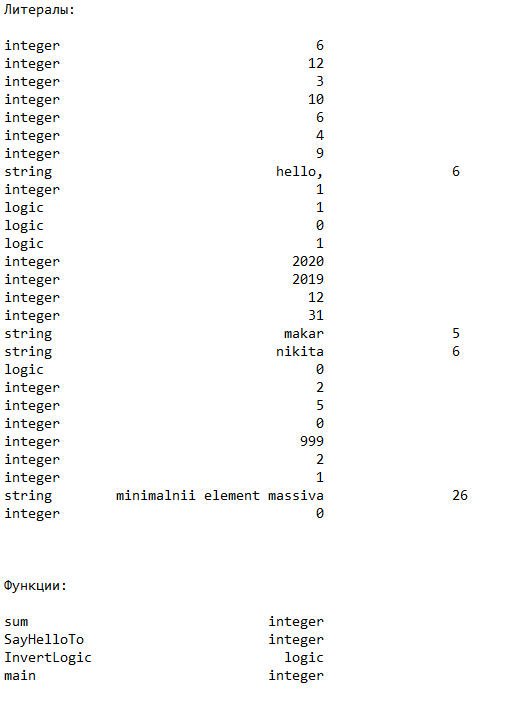 Литералы:
integer 6
integer 12
integer 3
integer 10
integer 6
integer 4
integer 9
string hello, 6
integer 1
logic 1
logic 0
logic 1
integer 2020
integer 2019
integer 12
integer 31
string makar 5
string nikita 6
logic 0
integer 2
integer 5
integer 0
integer 999
integer 2
integer 1
string minimalnii element massiva 26
integer 0
Функции:
sum integer
SayHelloTo integer
InvertLogic logic
main integer